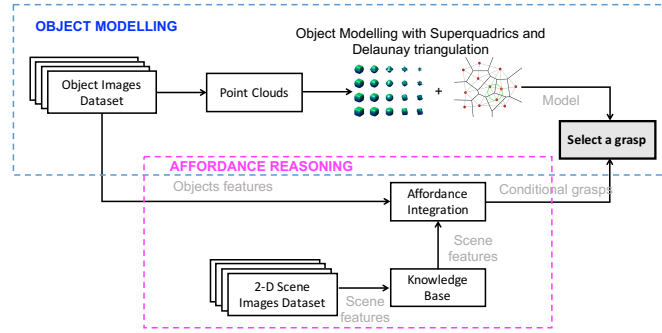 OBJECT MODELLING
Object Modelling with Superquadrics and
Delaunay triangulation
Object Images
Dataset
Point Clouds
+
Model
Select a grasp
AFFORDANCE REASONING
Objects features
Affordance
Integration
Conditional grasps
Scene
features
2-D Scene
Images Dataset
Scene
features
Knowledge
Base